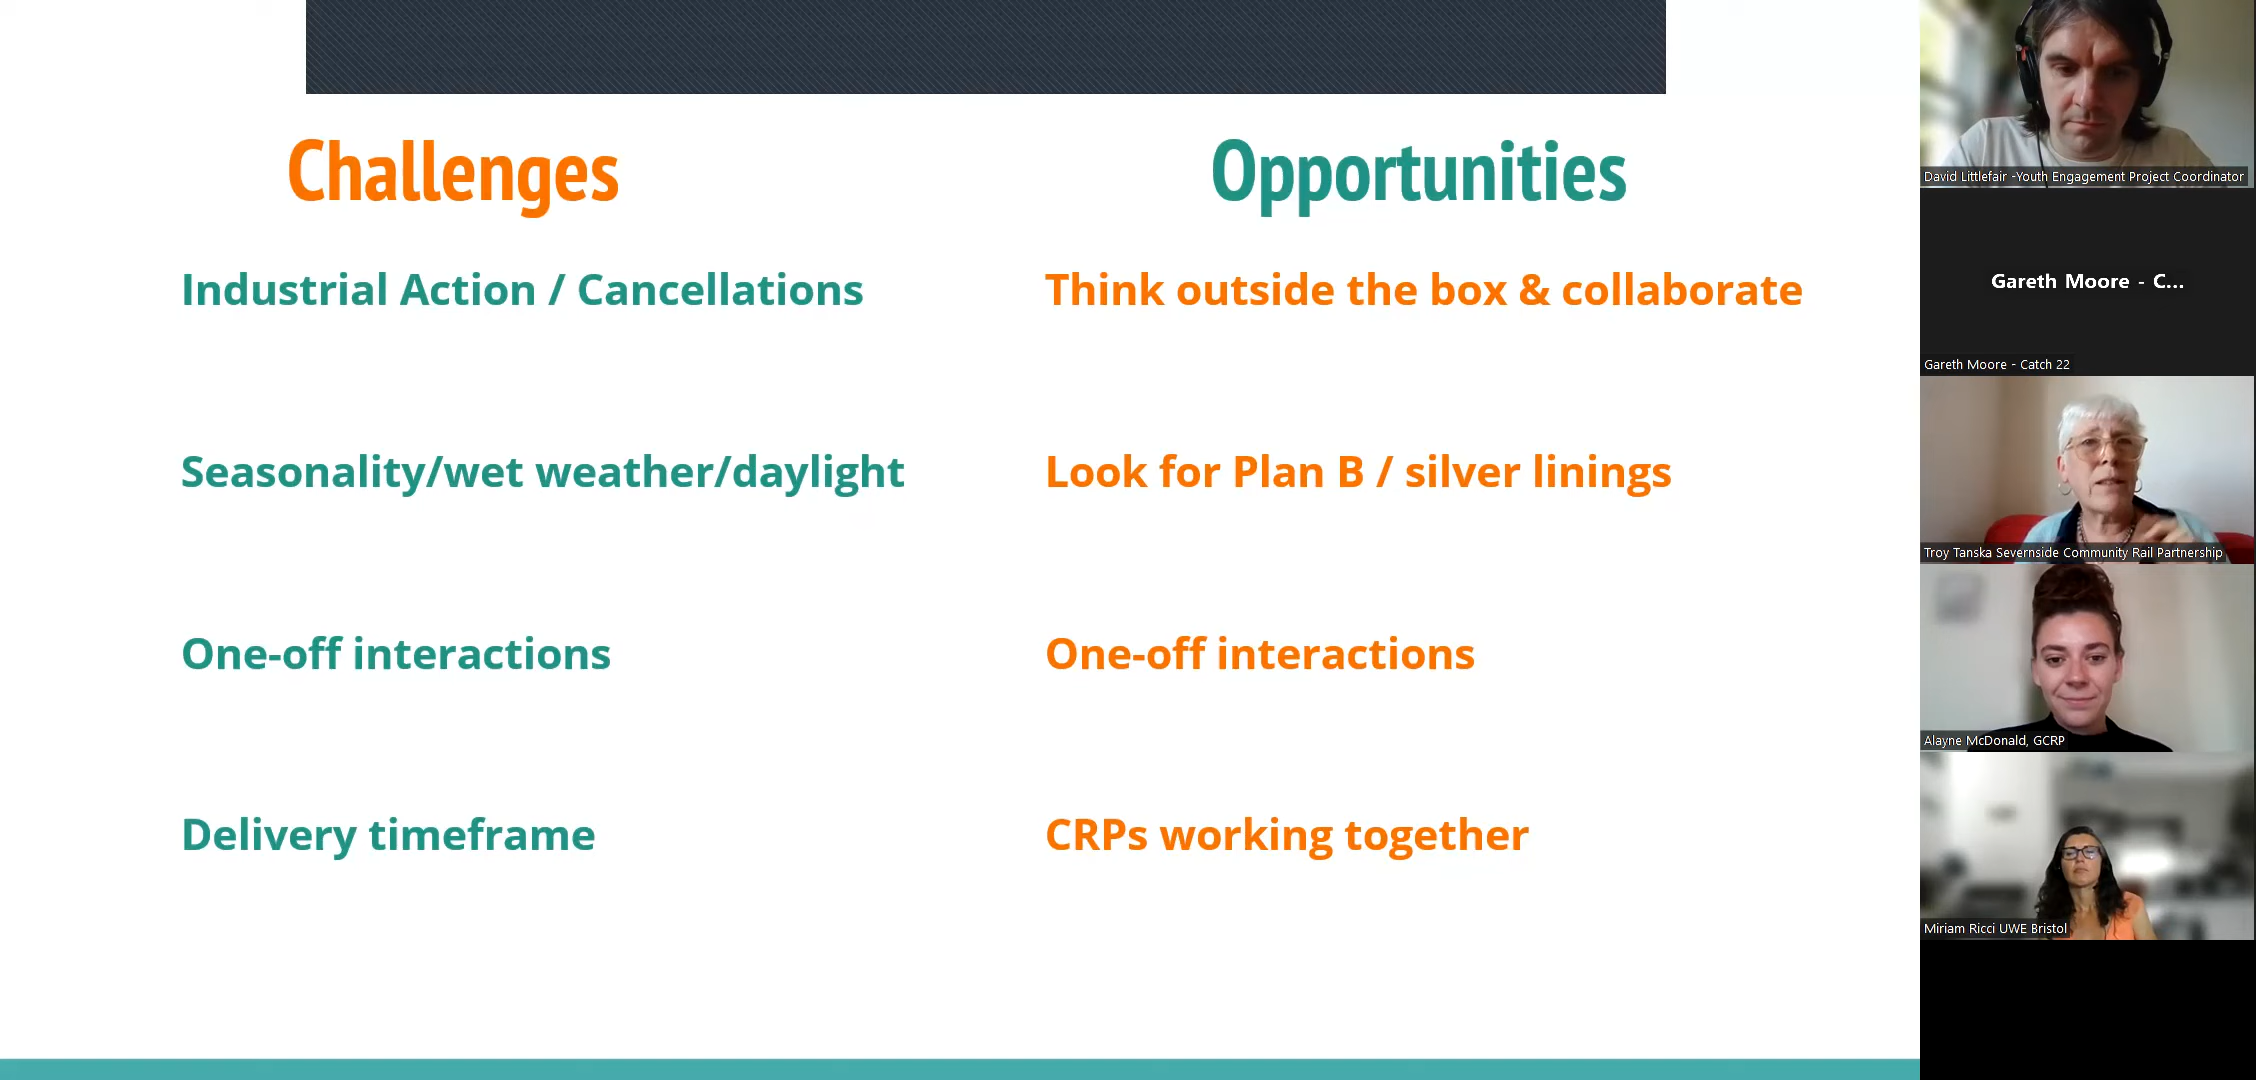 Challenges
Opportunities
Industrial Action / Cancellations
Think outside the box & collaborate
Seasonality/wet weather/daylight
Look for Plan B / silver linings
One-off interactions
One-off interactions
Delivery timeframe
CRPs working together
David Littlefair -Youth Engagement Project Coordinator
Gareth Moore - C...
Gareth Moore - Catch 22
Troy Tanska Severnside Community Rail Partnership
Alayne McDonald, GCRP
Miriam Ricci UWE Bristol